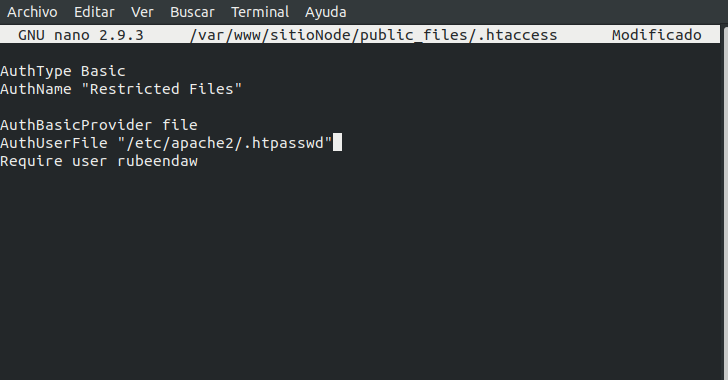 Archivo Editar Ver Buscar Terminal Ayuda
GNU nano 2.9.3 /var/www/sitioNode/public_files/.htaccess Modificado
AuthType Basic
AuthName "Restricted Files"
AuthBasicProvider file
AuthUserFile "/etc/apache2/.htpasswd"
Require user rubeendaw